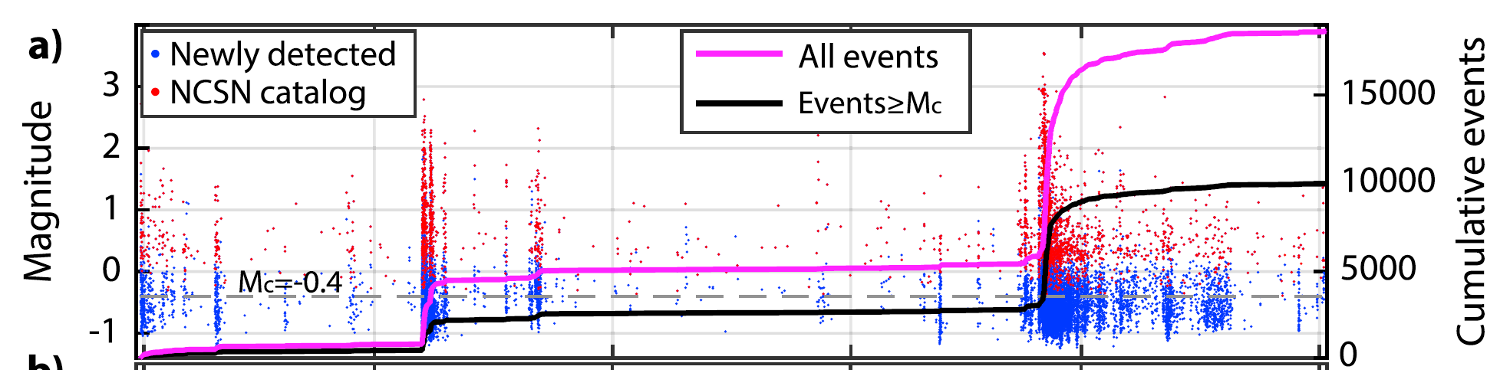 a)
Newly detected
NCSN catalog
All events
Events≥Mc
Magnitude
3
2
1
0
-1
Mc=-0.4
15000
10000
5000
0
Cumulative events
b)